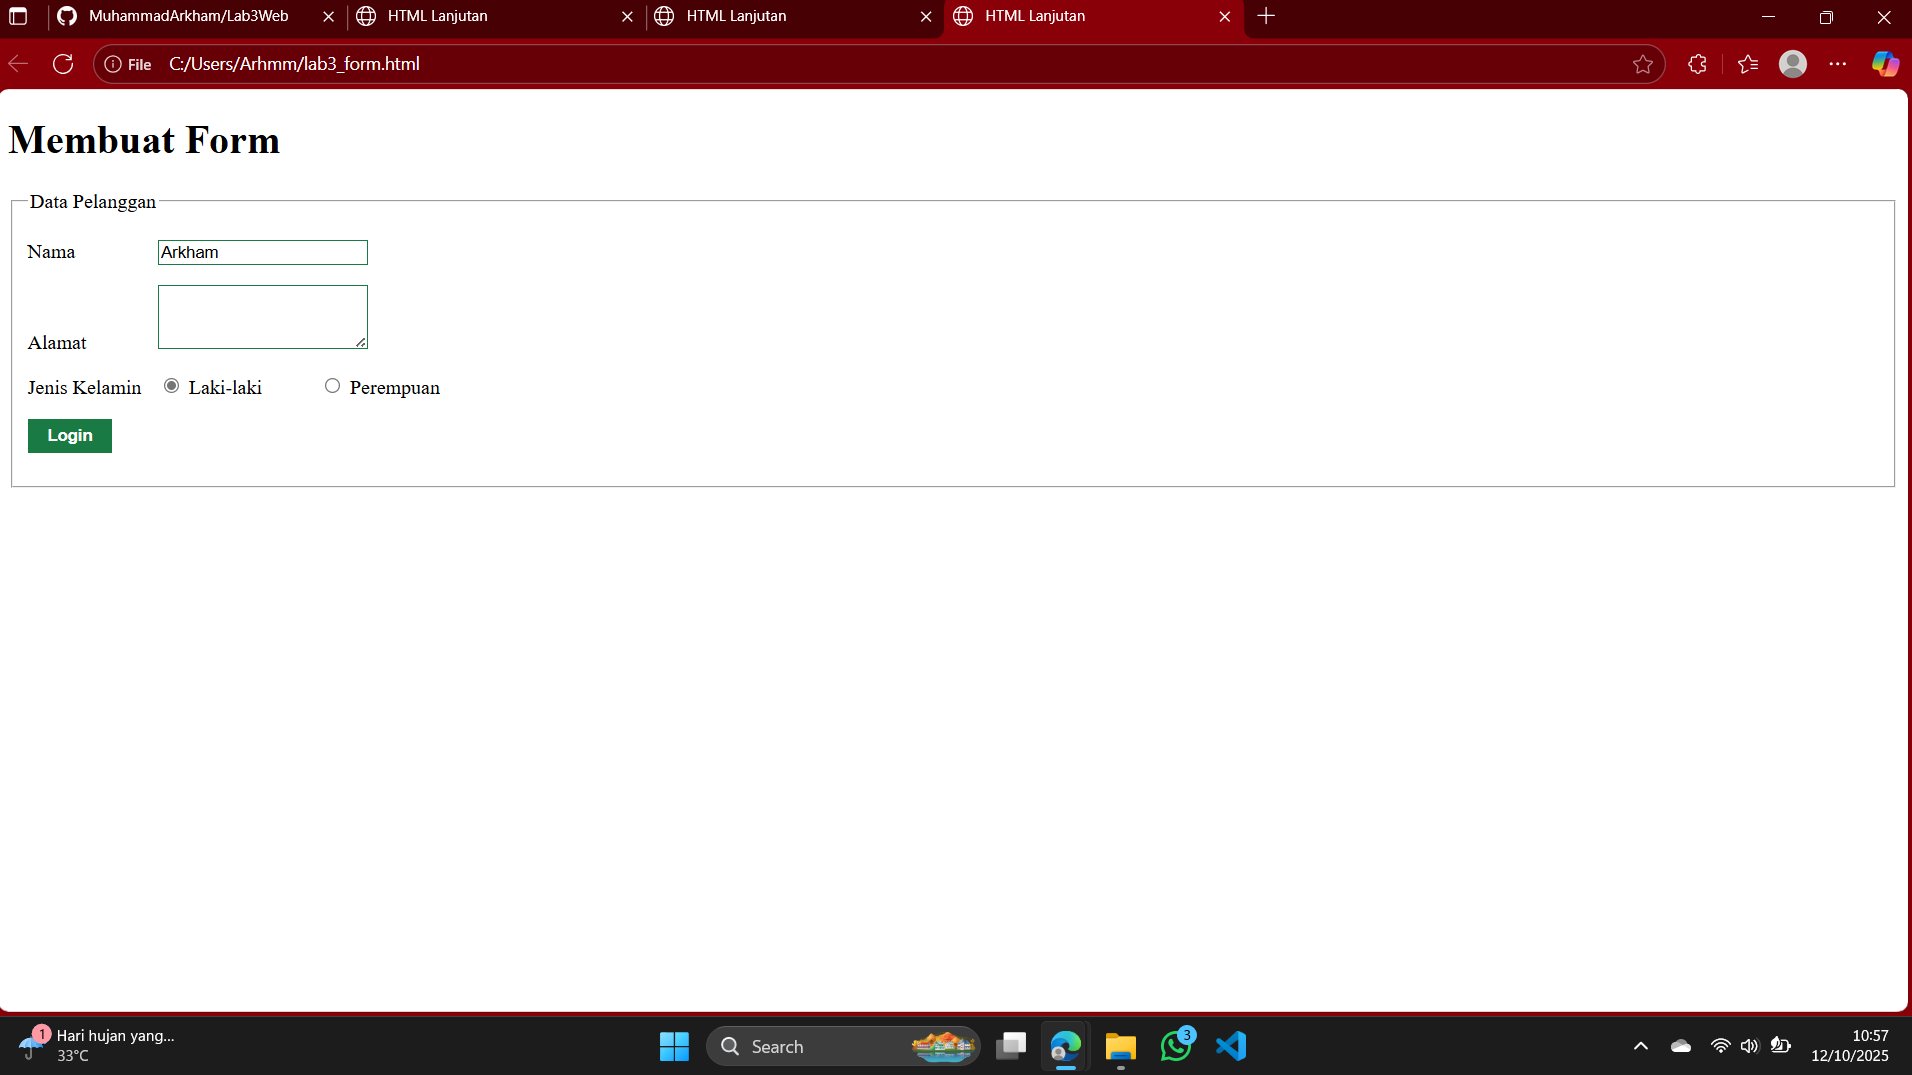 MuhammadArkham/Lab3Web
HTML Lanjutan
HTML Lanjutan
HTML Lanjutan
File C:/Users/Arhmm/lab3_form.html
Membuat Form
Data Pelanggan
Nama Arkham
Alamat
Jenis Kelamin Laki-laki Perempuan
Login
1
Hari hujan yang...
33°C
Search
3
10:57
12/10/2025